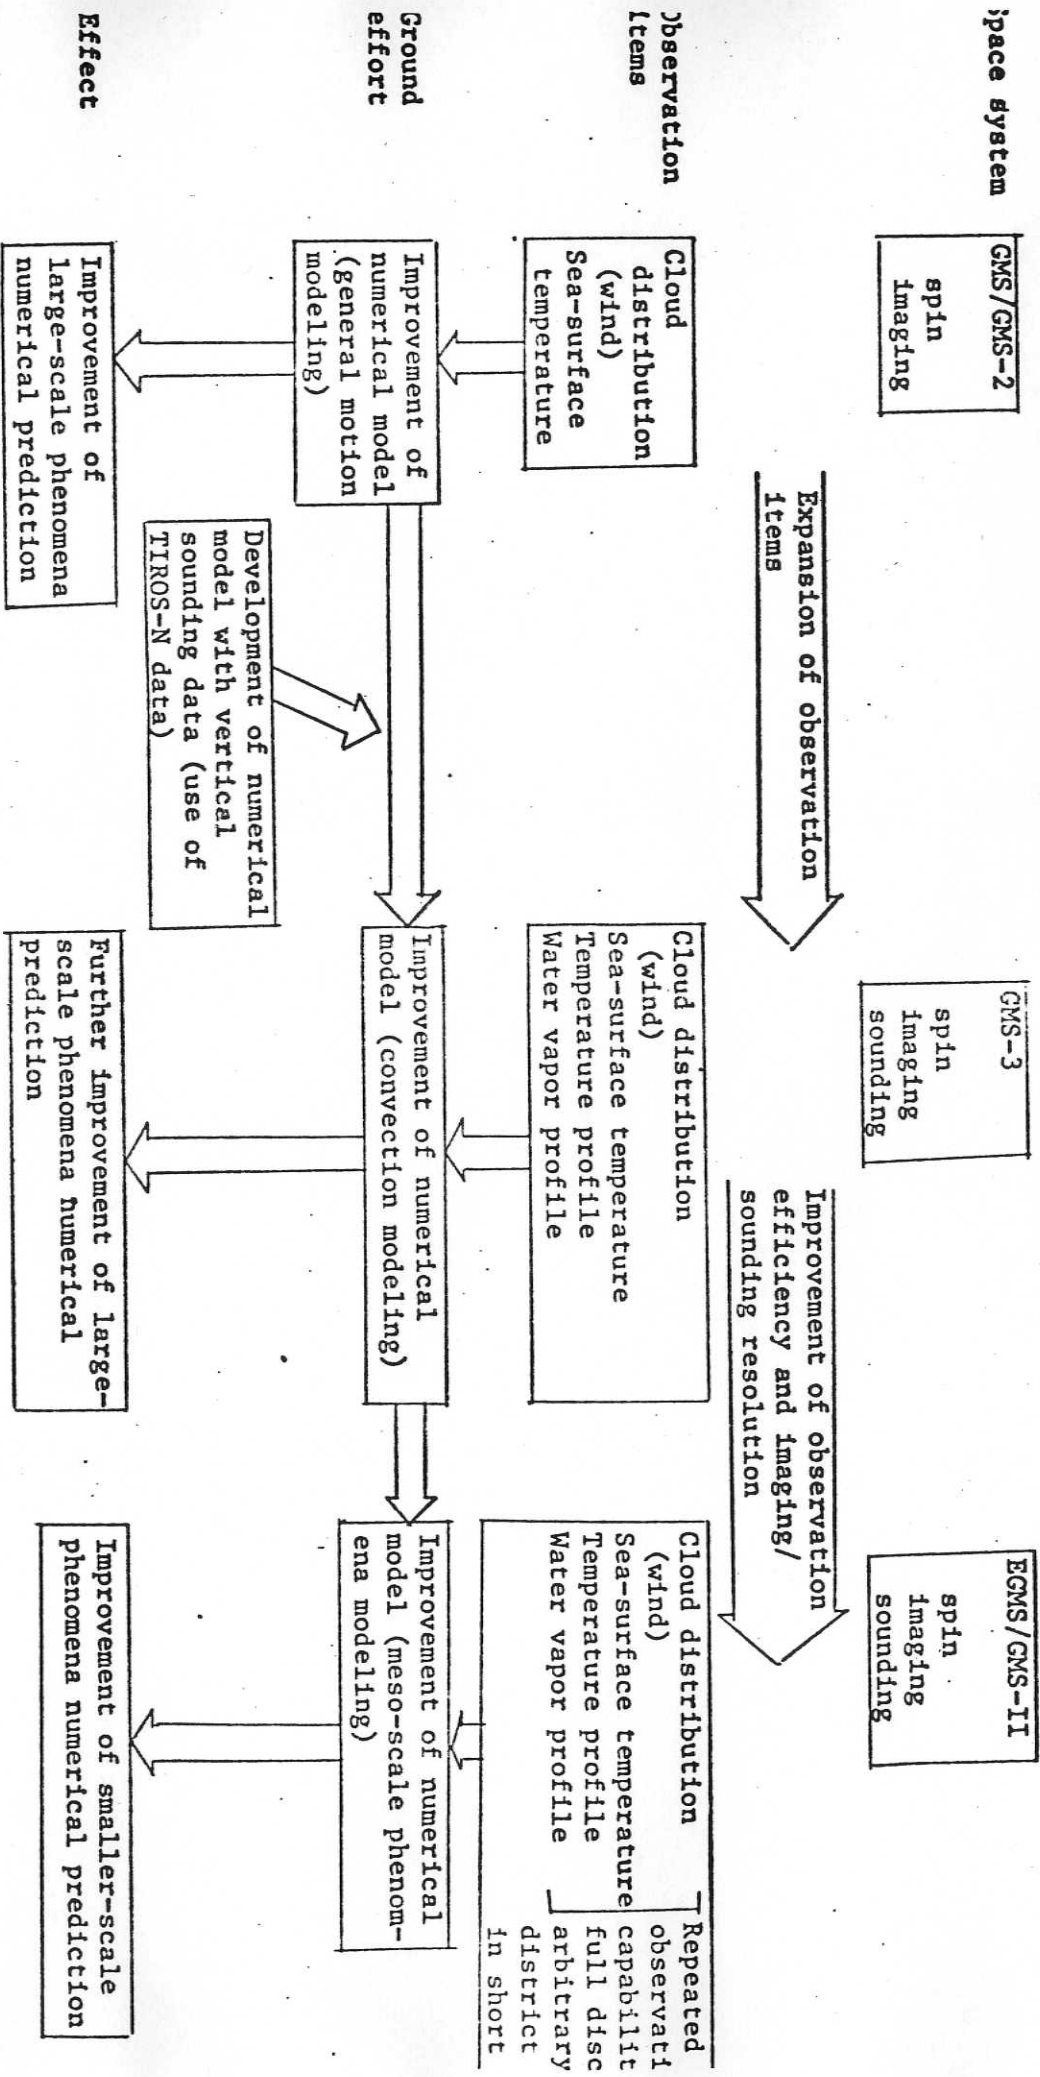 Space system
GMS/GMS-2
spin
imaging
Expansion of observation
items
GMS-3
spin
imaging
sounding
Improvement of observation
efficiency and imaging/
sounding resolution
EGMS/GMS-II
spin
imaging
sounding
Observation
items
Cloud
distribution
(wind)
Sea-surface
temperature
Cloud distribution
(wind)
Sea-surface temperature
Temperature profile
Water vapor profile
Cloud distribution
(wind)
Sea-surface temperature
Temperature profile
Water vapor profile
Repeated
observati
capabilit
full disc
arbitrary
district
in short
Ground
effort
Improvement of
numerical model
(general motion
modeling)
Development of numerical
model with vertical
sounding data (use of
TIROS-N data)
Improvement of numerical
model (convection modeling)
Improvement of numerical
model (meso-scale phenom-
ena modeling)
Effect
Improvement of
large-scale phenomena
numerical prediction
Further improvement of large-
scale phenomena numerical
prediction
Improvement of smaller-scale
phenomena numerical prediction